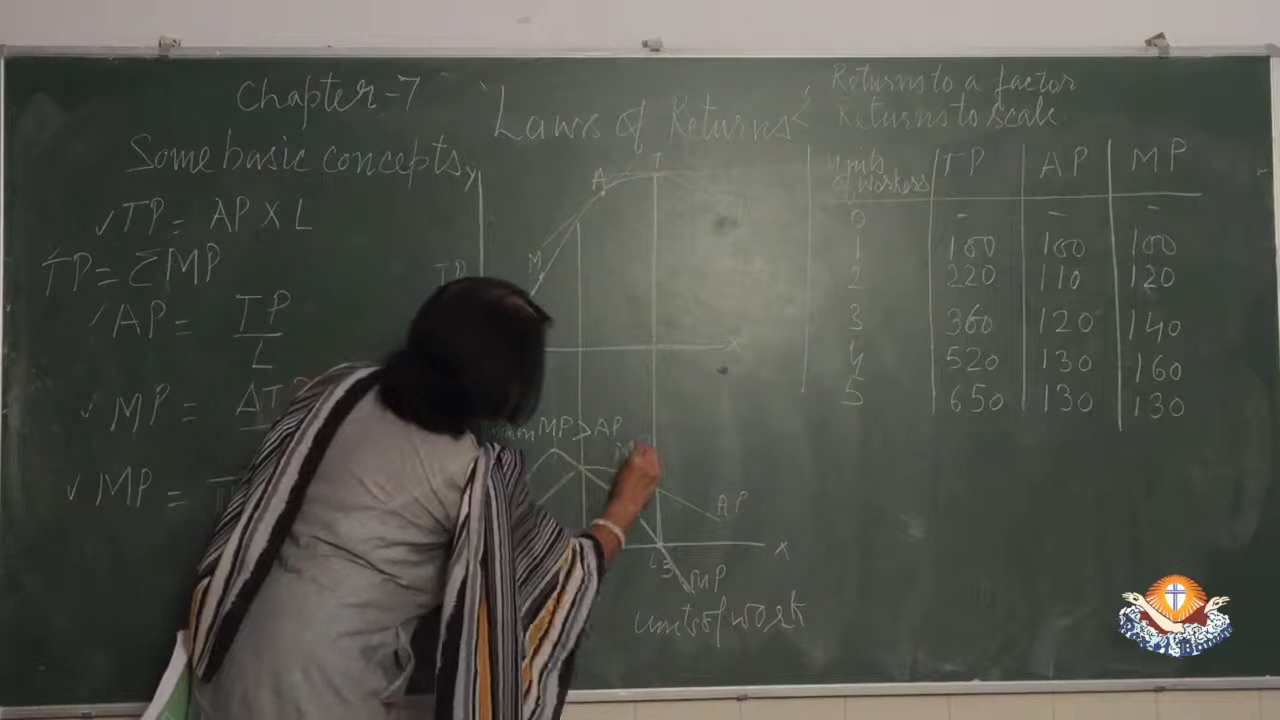 Chapter-7
'Laws of Returns'
Returns to a factor
Returns to scale
Some basic concepts
✓TP = AP X L
TP = ΣMP
✓AP = TP
L
✓MP = ΔT
✓MP =
Y
A
T
M
TP
X
when MP > AP
M
AP
X
L3
MP
units of work
Units of workers TP AP MP
0 - - -
1 100 100 100
2 220 110 120
3 360 120 140
4 520 130 160
5 650 130 130